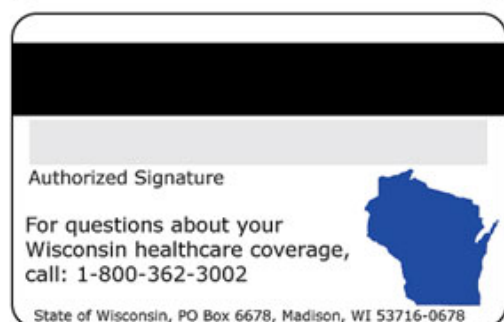 Authorized Signature
For questions about your
Wisconsin healthcare coverage,
call: 1-800-362-3002
State of Wisconsin, PO Box 6678, Madison, WI 53716-0678